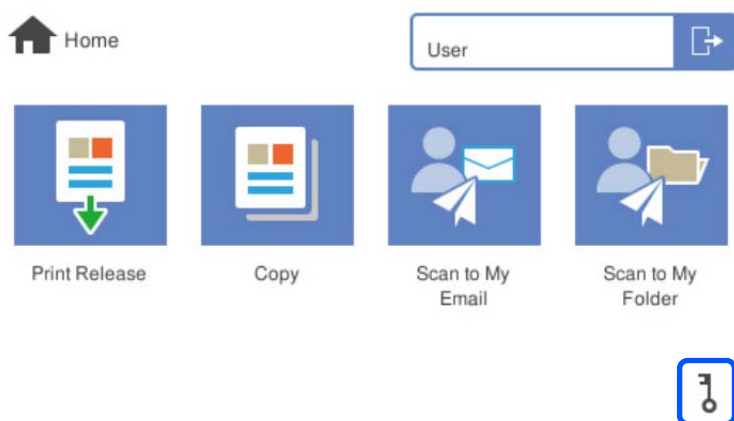 Home
User
Print Release
Copy
Scan to My
Email
Scan to My
Folder